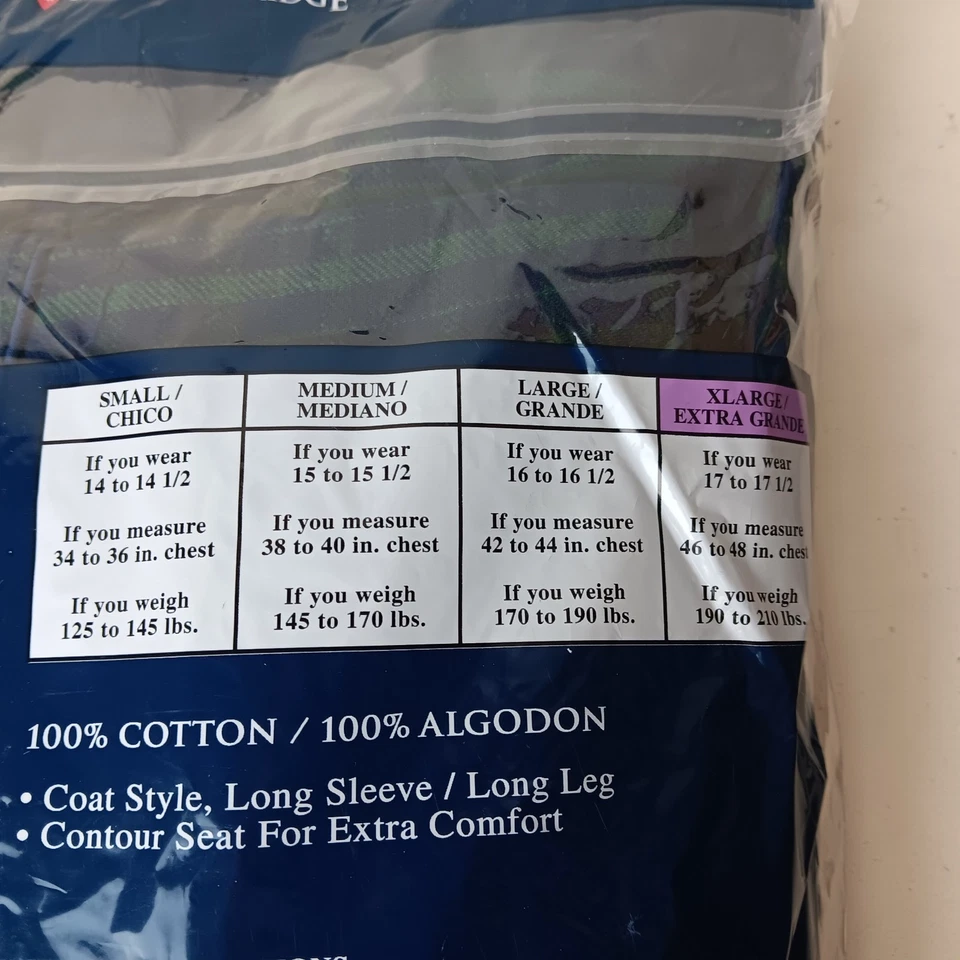 SMALL /
CHICO
If you wear
14 to 14 1/2
If you measure
34 to 36 in. chest
If you weigh
125 to 145 lbs.
MEDIUM /
MEDIANO
If you wear
15 to 15 1/2
If you measure
38 to 40 in. chest
If you weigh
145 to 170 lbs.
LARGE /
GRANDE
If you wear
16 to 16 1/2
If you measure
42 to 44 in. chest
If you weigh
170 to 190 lbs.
XLARGE /
EXTRA GRANDE
If you wear
17 to 17 1/2
If you measure
46 to 48 in. chest
If you weigh
190 to 210 lbs.
100% COTTON / 100% ALGODON
• Coat Style, Long Sleeve / Long Leg
• Contour Seat For Extra Comfort